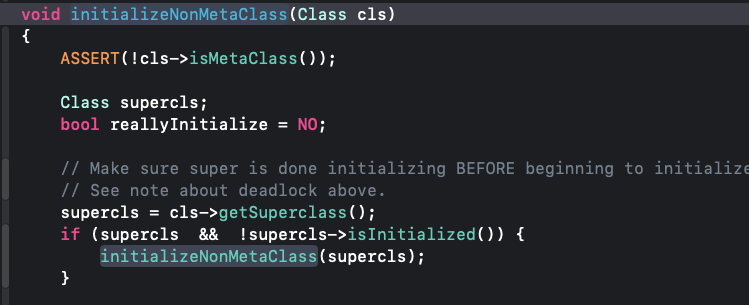 void initializeNonMetaClass(Class cls)
{
    ASSERT(!cls->isMetaClass());

    Class supercls;
    bool reallyInitialize = NO;

    // Make sure super is done initializing BEFORE beginning to initialize
    // See note about deadlock above.
    supercls = cls->getSuperclass();
    if (supercls  &&  !supercls->isInitialized()) {
        initializeNonMetaClass(supercls);
    }